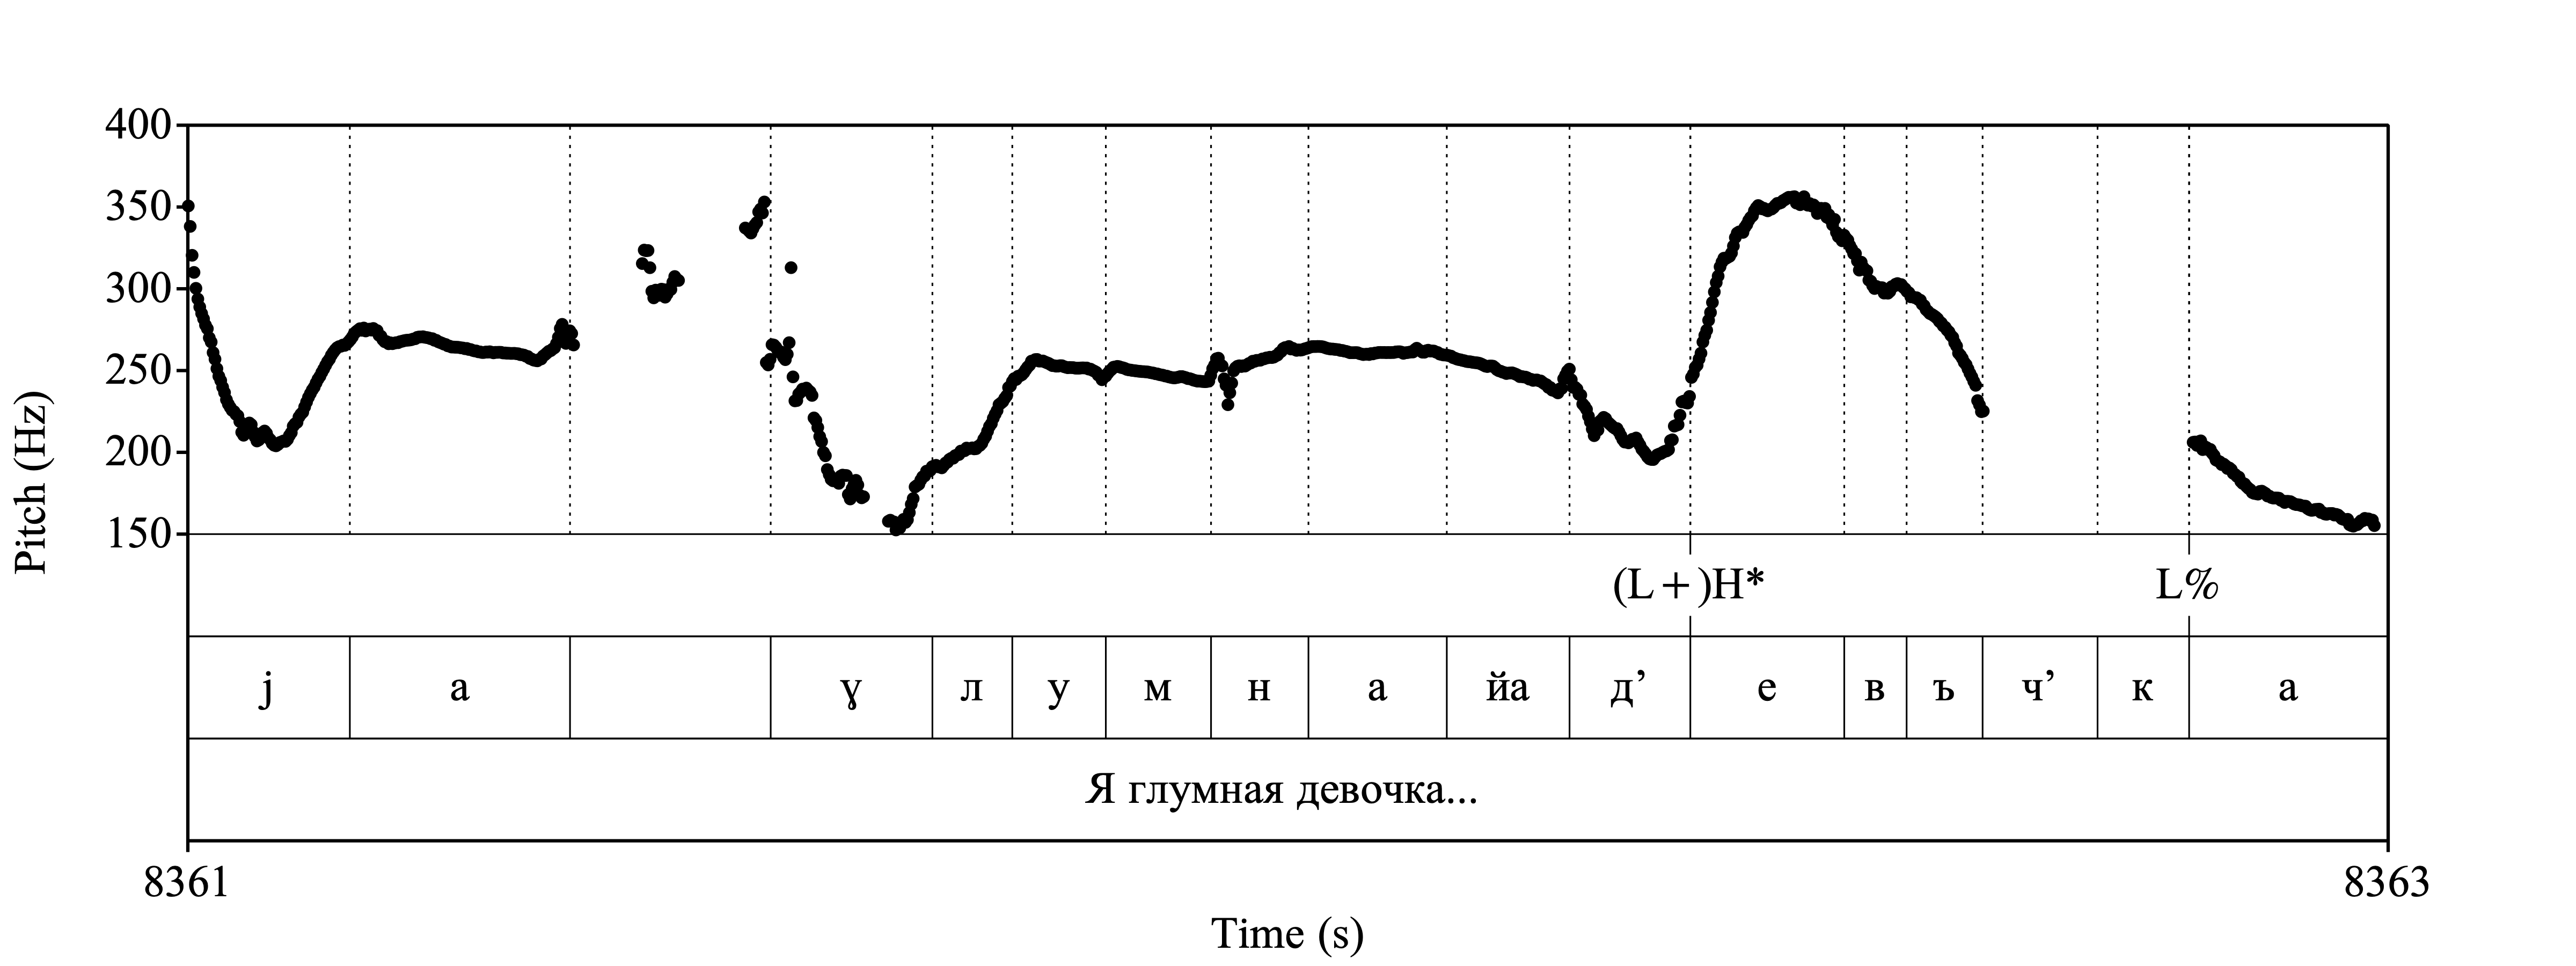 400
350
300
250
200
150
Pitch (Hz)
(L+)H* L%
j а ɣ л у м н а йа д’ е в ъ ч’ к а
Я глумная девочка...
8361 8363
Time (s)